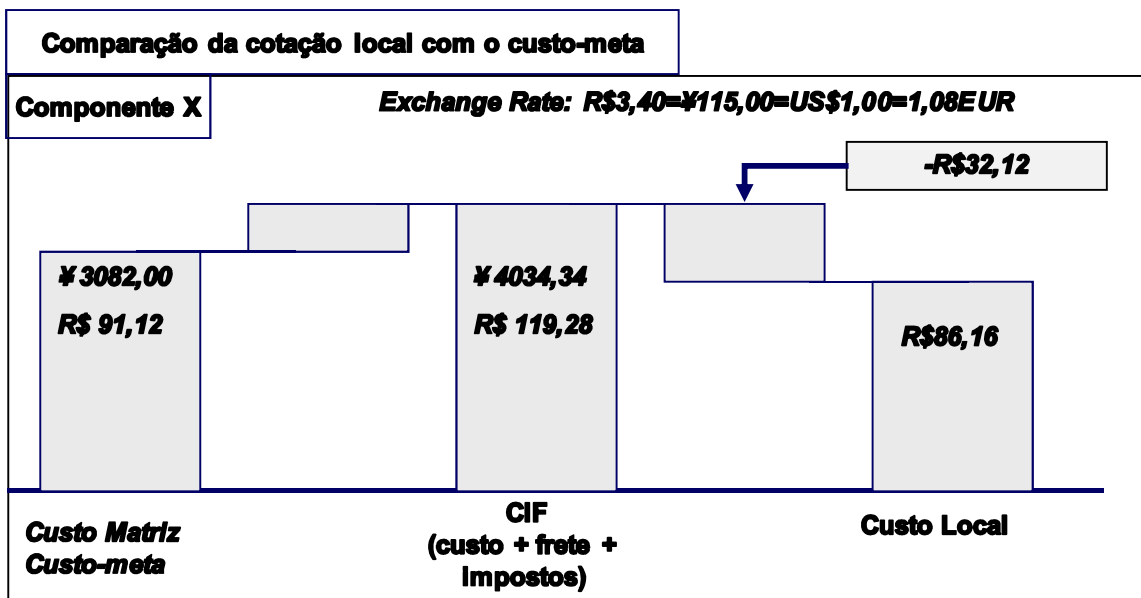 Comparação da cotação local com o custo-meta
Componente X
Exchange Rate: R$3,40=¥115,00=US$1,00=1,08EUR
-R$32,12
¥ 3082,00
R$ 91,12
¥ 4034,34
R$ 119,28
R$86,16
Custo Matriz
Custo-meta
CIF
(custo + frete +
Impostos)
Custo Local